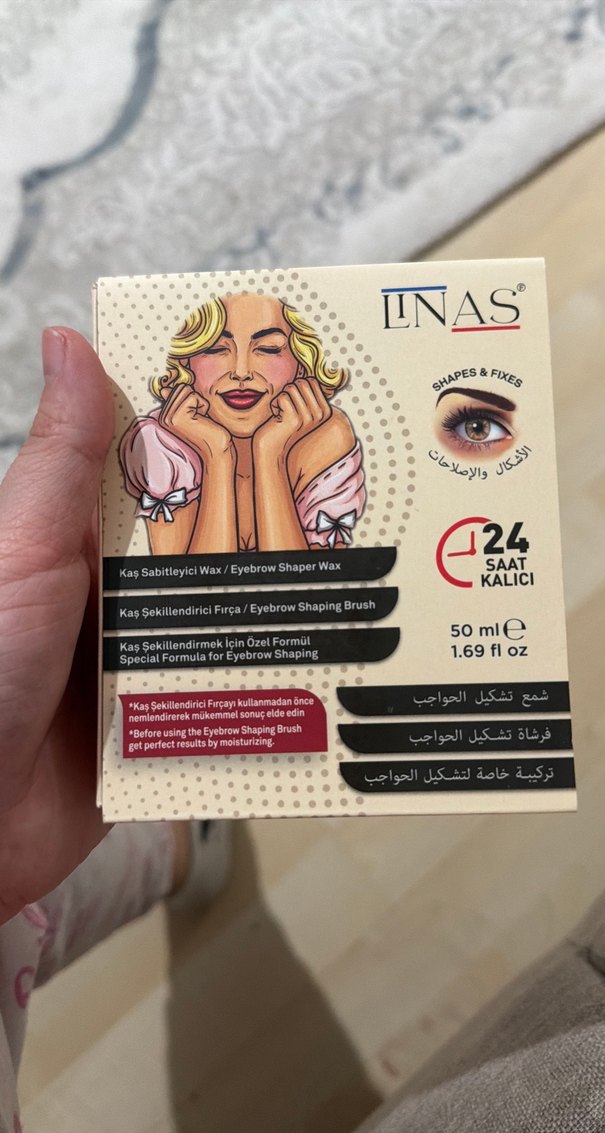 LINAS®
SHAPES & FIXES
الأشكال والإصلاحات
24
SAAT
KALICI
50 ml ℮
1.69 fl oz
Kaş Sabitleyici Wax / Eyebrow Shaper Wax
Kaş Şekillendirici Fırça / Eyebrow Shaping Brush
Kaş Şekillendirmek İçin Özel Formül
Special Formula for Eyebrow Shaping
*Kaş Şekillendirici Fırçayı kullanmadan önce
nemlendirerek mükemmel sonuç elde edin
*Before using the Eyebrow Shaping Brush
get perfect results by moisturizing.
شمع تشكيل الحواجب
فرشاة تشكيل الحواجب
تركيبة خاصة لتشكيل الحواجب